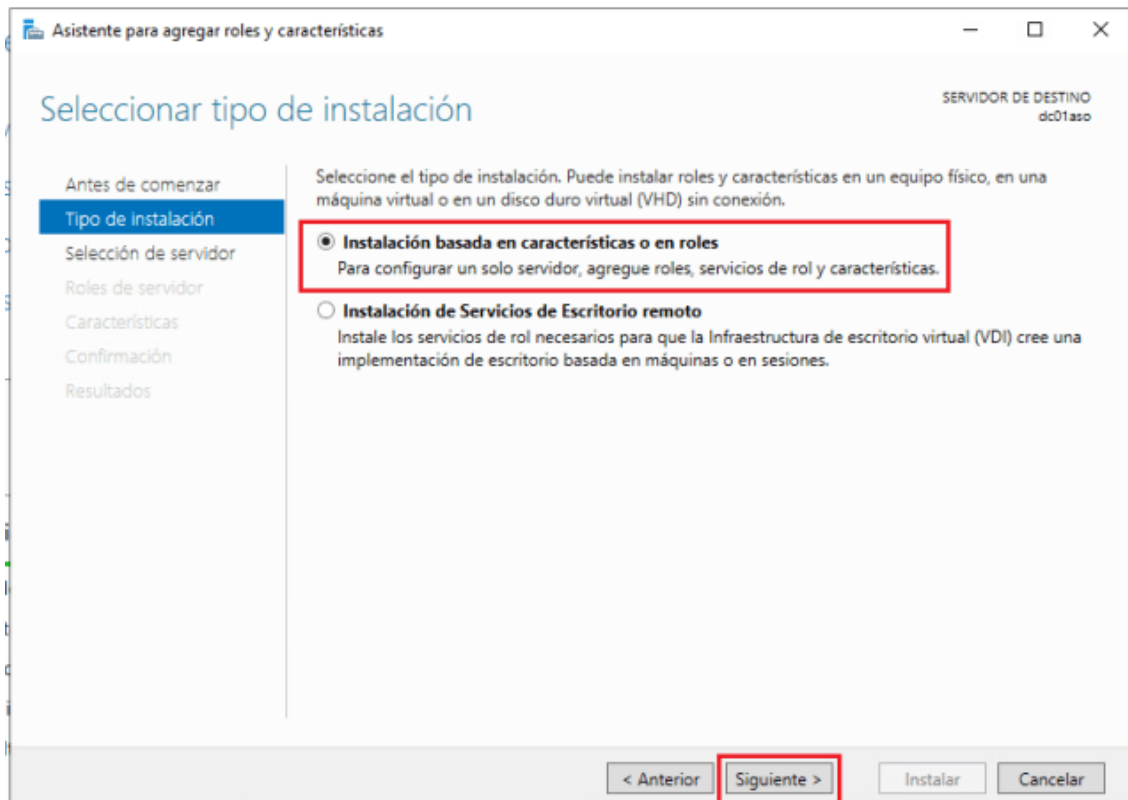 Asistente para agregar roles y características
Seleccionar tipo de instalación
SERVIDOR DE DESTINO
dc01aso
Antes de comenzar
Tipo de instalación
Selección de servidor
Roles de servidor
Características
Confirmación
Resultados
Seleccione el tipo de instalación. Puede instalar roles y características en un equipo físico, en una
máquina virtual o en un disco duro virtual (VHD) sin conexión.
Instalación basada en características o en roles
Para configurar un solo servidor, agregue roles, servicios de rol y características.
Instalación de Servicios de Escritorio remoto
Instale los servicios de rol necesarios para que la Infraestructura de escritorio virtual (VDI) cree una
implementación de escritorio basada en máquinas o en sesiones.
< Anterior
Siguiente >
Instalar
Cancelar